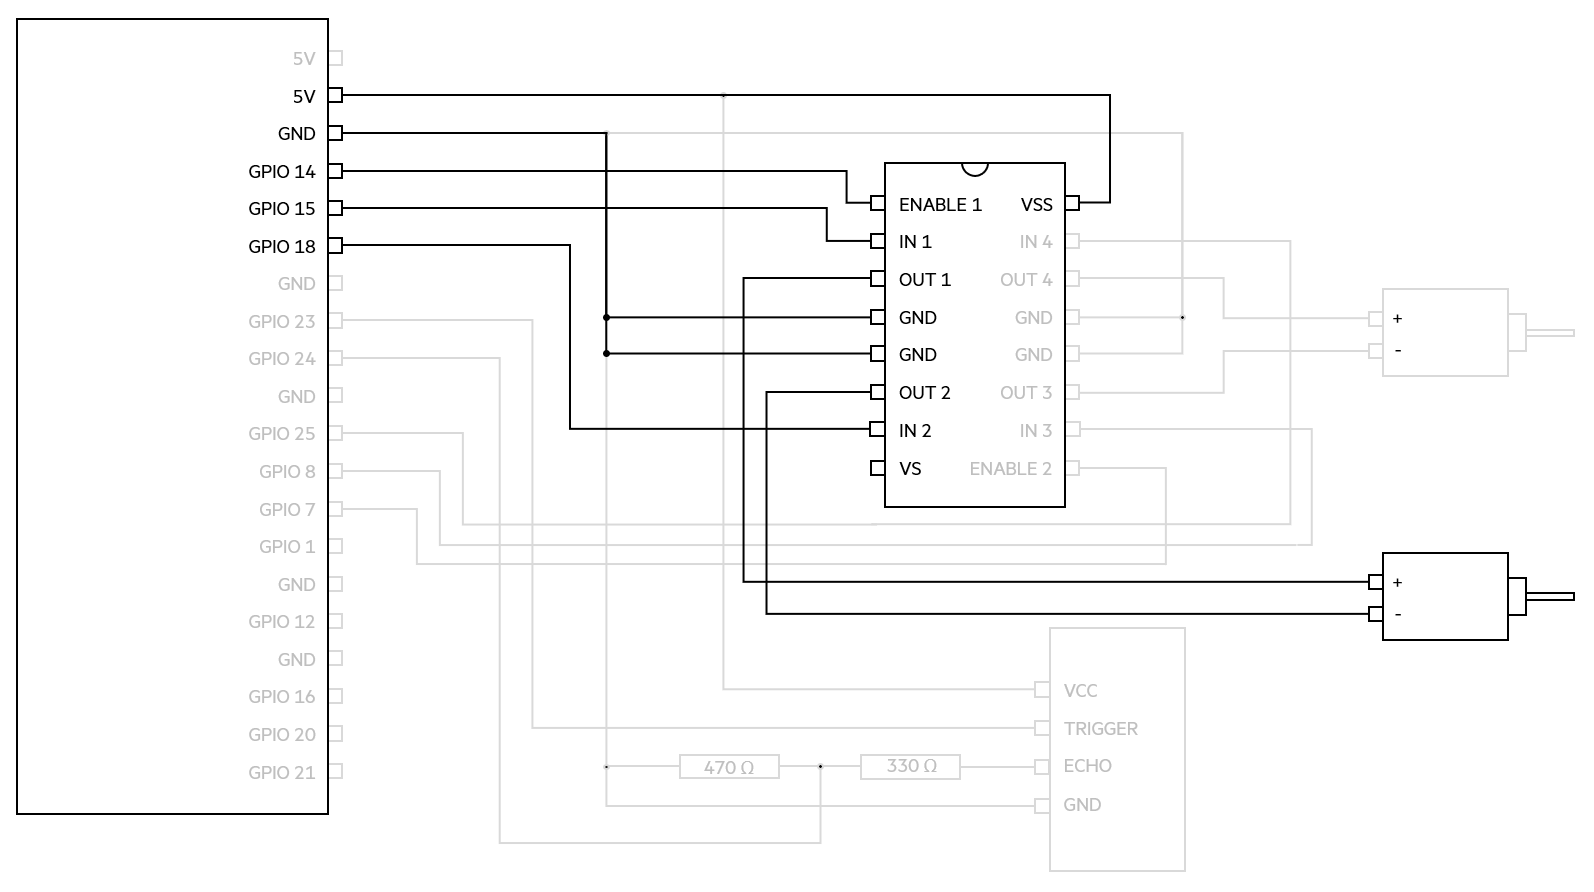 5V
5V
GND
GPIO 14
GPIO 15
GPIO 18
GND
GPIO 23
GPIO 24
GND
GPIO 25
GPIO 8
GPIO 7
GPIO 1
GND
GPIO 12
GND
GPIO 16
GPIO 20
GPIO 21
ENABLE 1
IN 1
OUT 1
GND
GND
OUT 2
IN 2
VS
VSS
IN 4
OUT 4
GND
GND
OUT 3
IN 3
ENABLE 2
+
-
+
-
VCC
TRIGGER
ECHO
GND
470 Ω
330 Ω